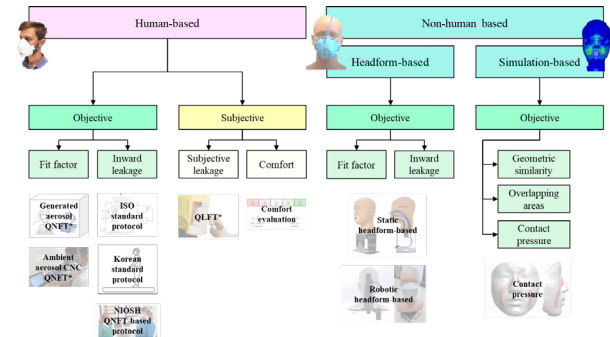 Human-based
Non-human based
Headform-based
Simulation-based
Objective
Subjective
Objective
Objective
Fit factor
Inward
leakage
Subjective
leakage
Comfort
Fit factor
Inward
leakage
Geometric
similarity
Overlapping
areas
Contact
pressure
Generated
aerosol
QNFT*
ISO
standard
protocol
QLFT*
Comfort
evaluation
Static
headform-based
Ambient
aerosol CNC
QNFT*
Korean
standard
protocol
Robotic
headform-based
Contact
pressure
NIOSH
QNFT-based
protocol